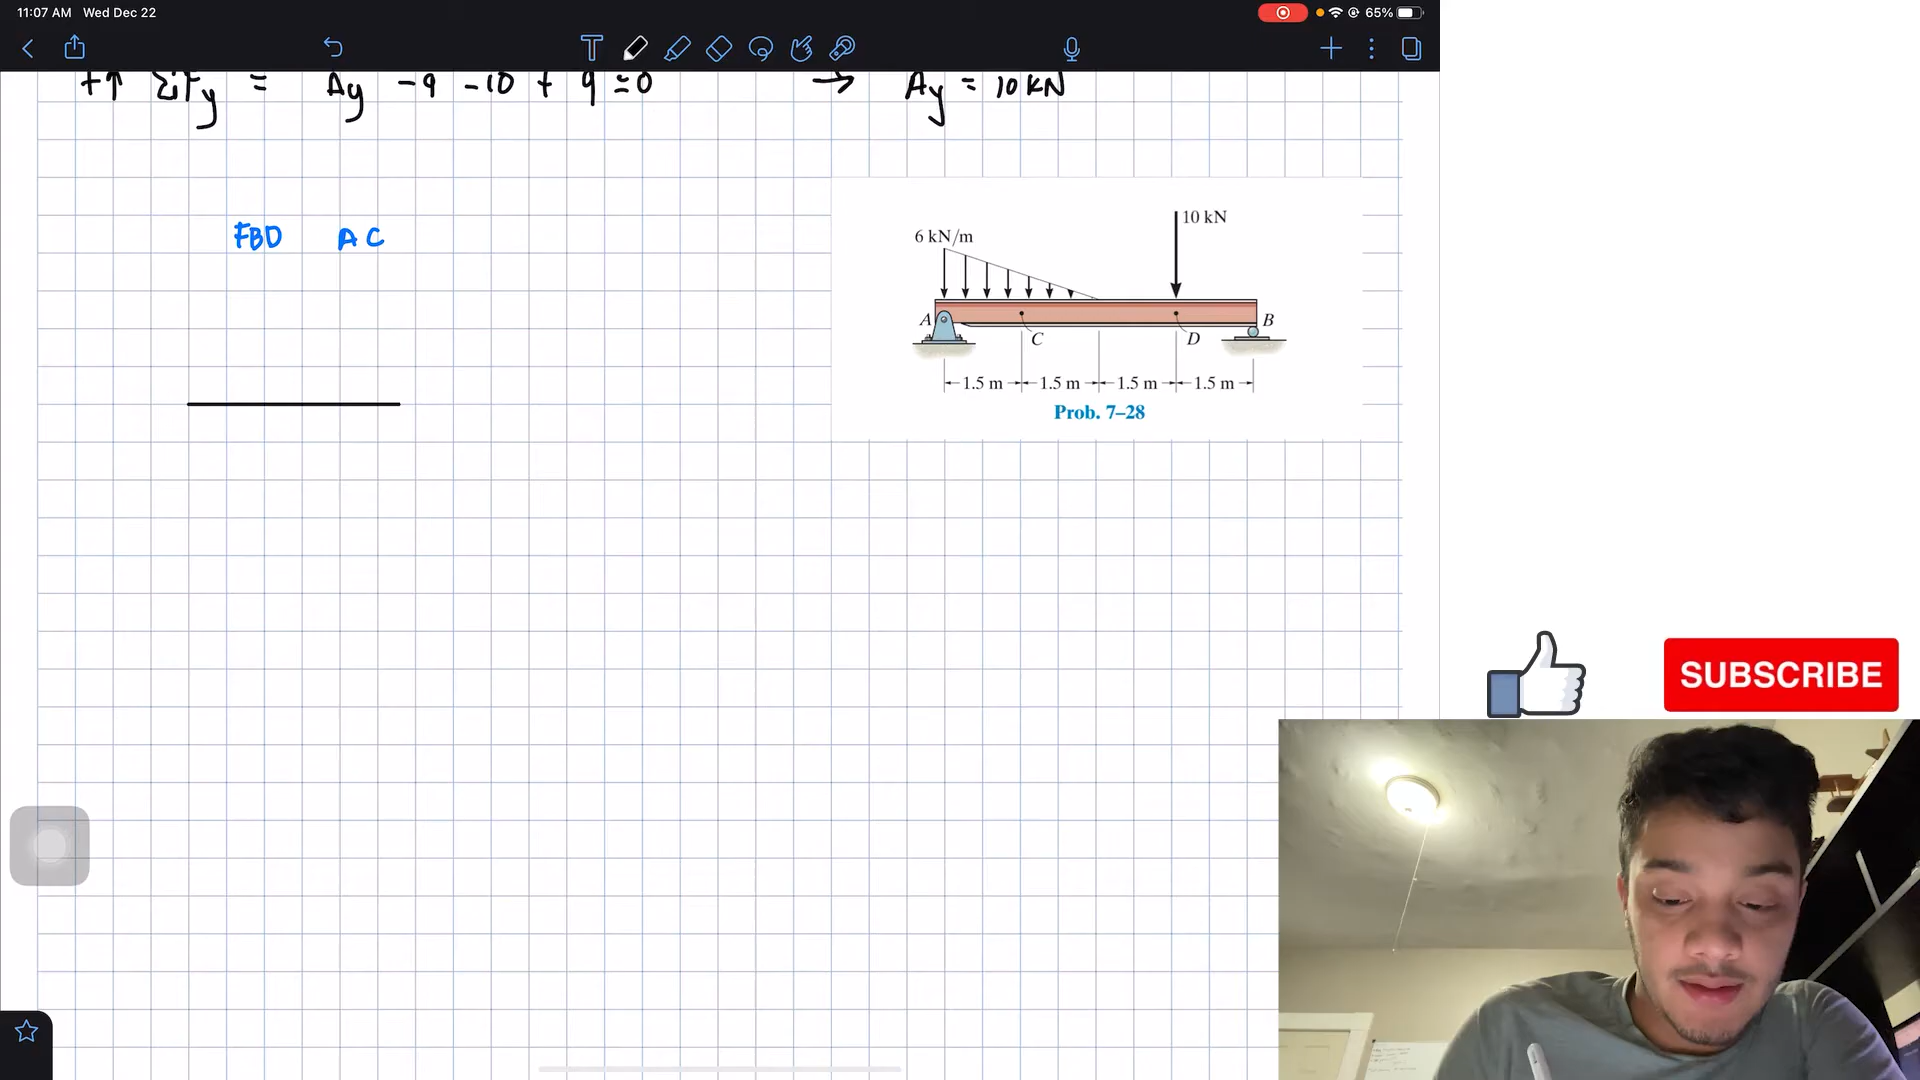 11:07 AM Wed Dec 22
65%
+↑ ΣFy = Ay -9 -10 + 9 = 0 → Ay = 10 kN
FBD AC
10 kN
6 kN/m
A
B
C
D
1.5 m 1.5 m 1.5 m 1.5 m
Prob. 7–28
SUBSCRIBE